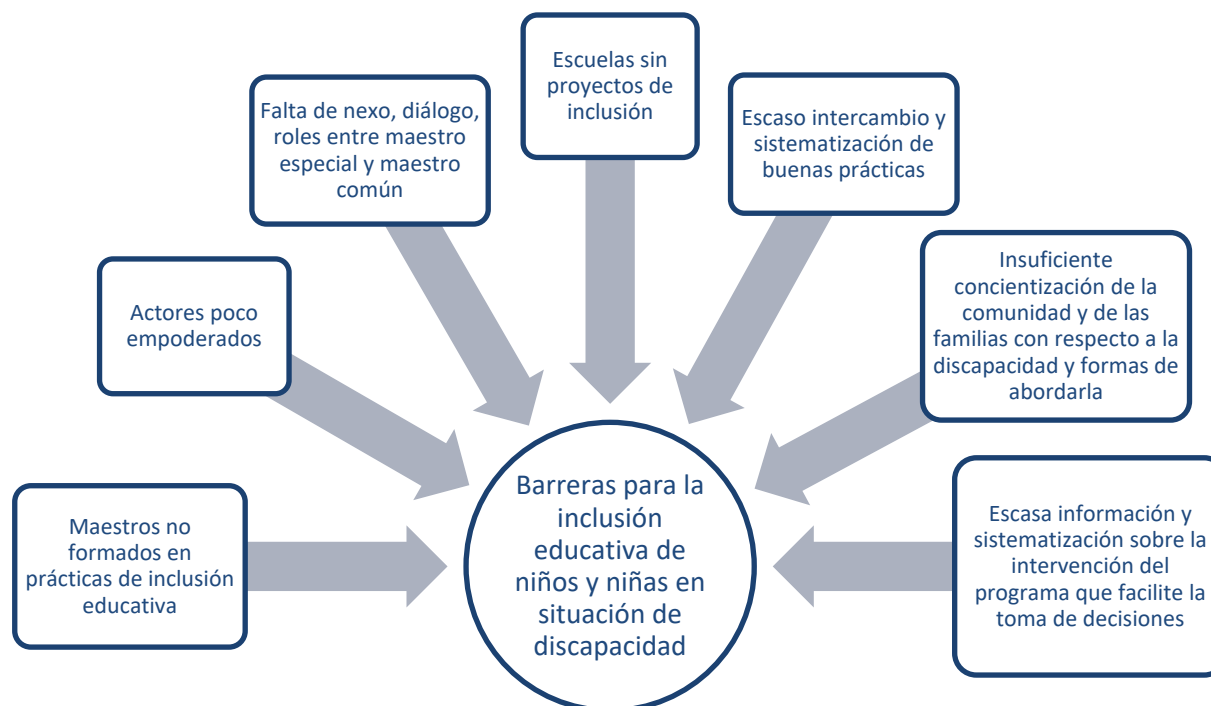 Escuelas sin
proyectos de
inclusión
Falta de nexo, diálogo,
roles entre maestro
especial y maestro
común
Escaso intercambio y
sistematización de
buenas prácticas
Actores poco
empoderados
Insuficiente
concientización de la
comunidad y de las
familias con respecto a la
discapacidad y formas de
abordarla
Maestros no
formados en
prácticas de inclusión
educativa
Barreras para la
inclusión
educativa de
niños y niñas en
situación de
discapacidad
Escasa información y
sistematización sobre la
intervención del
programa que facilite la
toma de decisiones